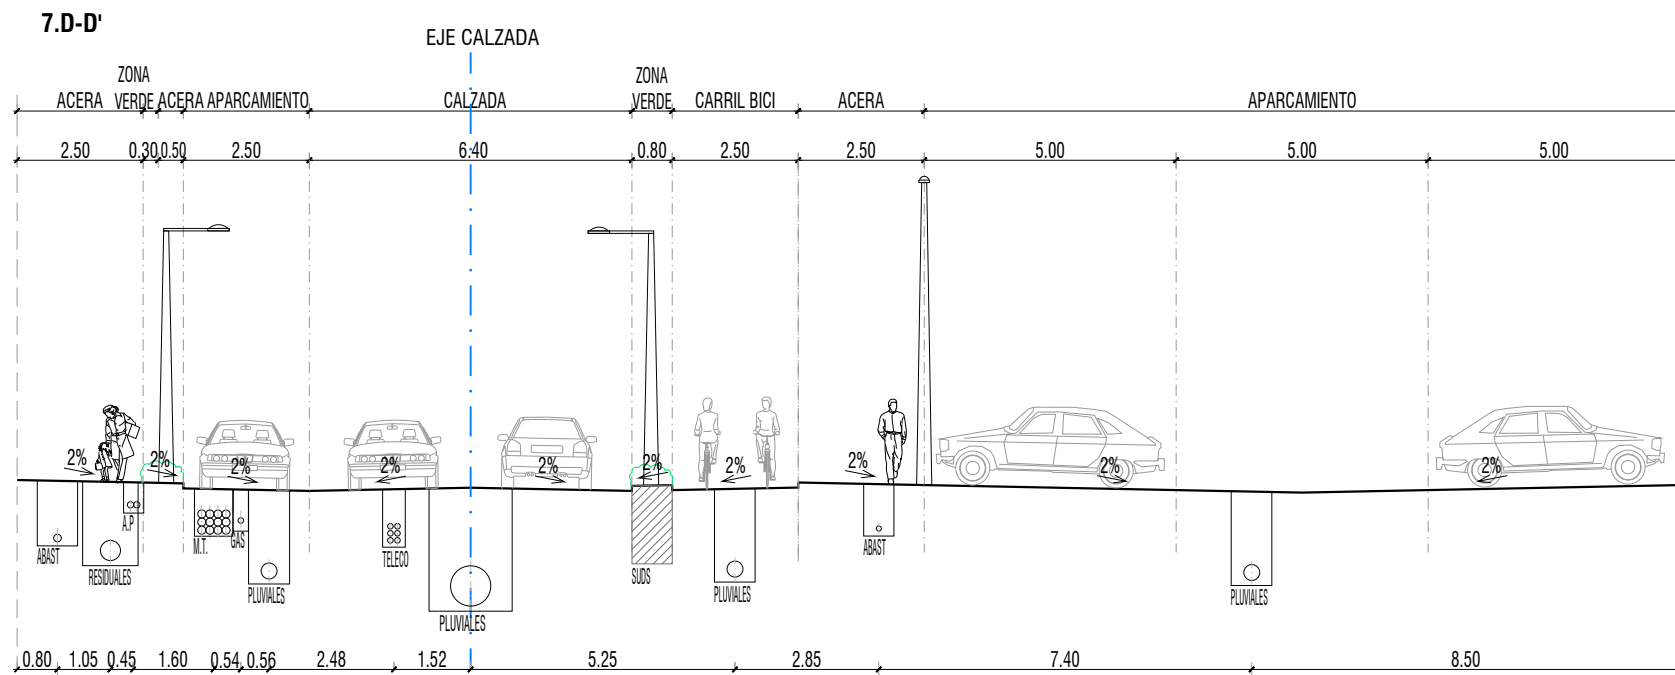 7.D-D'
EJE CALZADA
ZONA
ZONA
ACERA VERDE ACERA APARCAMIENTO CALZADA VERDE CARRIL BICI ACERA APARCAMIENTO
2.50 0.30 0.50 2.50 6.40 0.80 2.50 2.50 5.00 5.00 5.00
2% 2% 2% 2% 2% 2% 2% 2% 2% 2%
A.P
M.T. GAS
ABAST TELECO ABAST
RESIDUALES SUDS
PLUVIALES PLUVIALES PLUVIALES
PLUVIALES
0.80 1.05 0.45 1.60 0.54 0.56 2.48 1.52 5.25 2.85 7.40 8.50